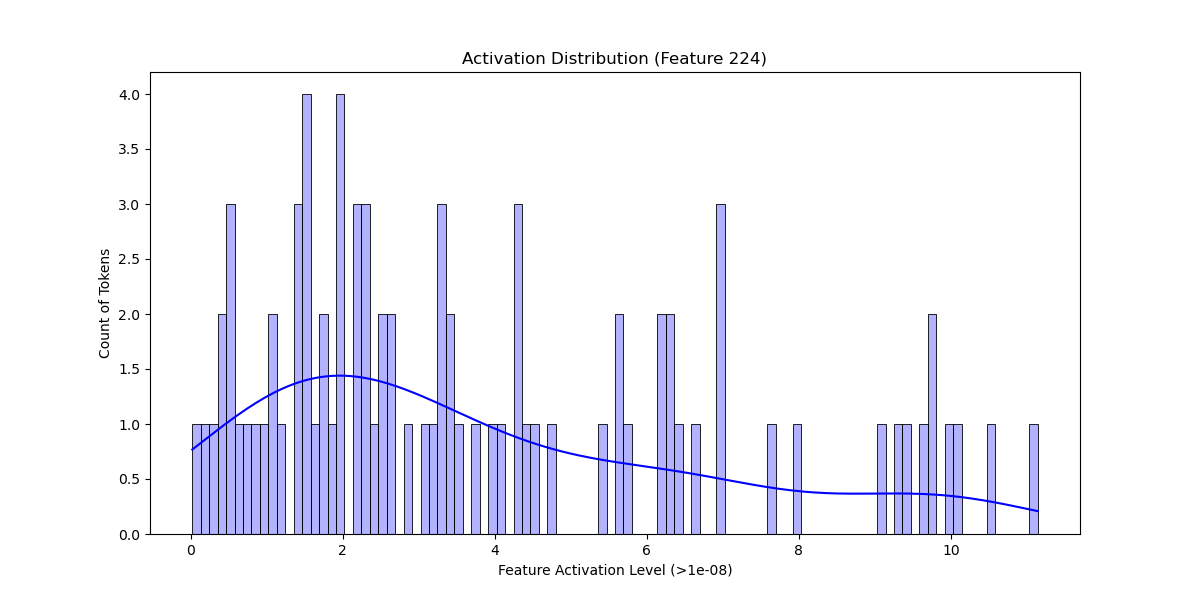 Activation Distribution (Feature 224)
4.0
3.5
3.0
2.5
2.0
1.5
1.0
0.5
0.0
Count of Tokens
0 2 4 6 8 10
Feature Activation Level (>1e-08)